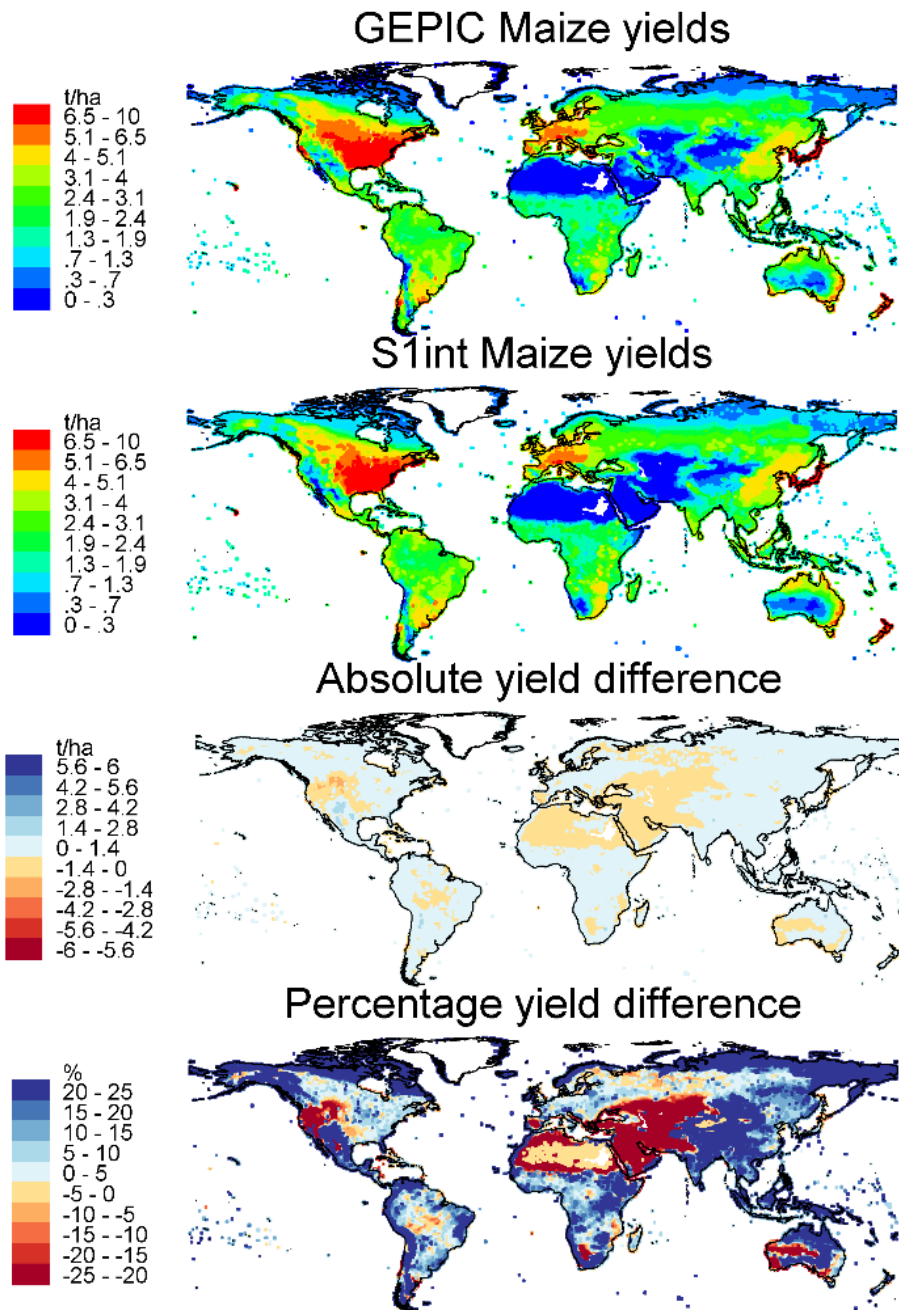 GEPIC Maize yields
t/ha
6.5 - 10
5.1 - 6.5
4 - 5.1
3.1 - 4
2.4 - 3.1
1.9 - 2.4
1.3 - 1.9
.7 - 1.3
.3 - .7
0 - .3
S1int Maize yields
t/ha
6.5 - 10
5.1 - 6.5
4 - 5.1
3.1 - 4
2.4 - 3.1
1.9 - 2.4
1.3 - 1.9
.7 - 1.3
.3 - .7
0 - .3
Absolute yield difference
t/ha
5.6 - 6
4.2 - 5.6
2.8 - 4.2
1.4 - 2.8
0 - 1.4
-1.4 - 0
-2.8 - -1.4
-4.2 - -2.8
-5.6 - -4.2
-6 - -5.6
Percentage yield difference
%
20 - 25
15 - 20
10 - 15
5 - 10
0 - 5
-5 - 0
-10 - -5
-15 - -10
-20 - -15
-25 - -20